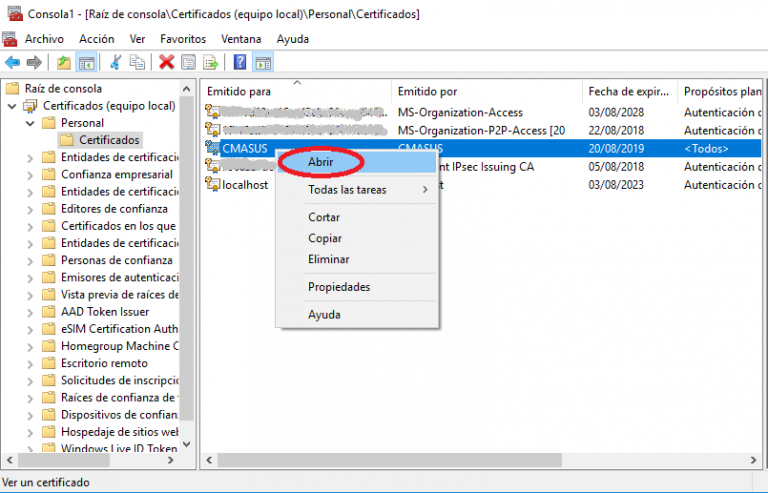 Consola1 - [Raíz de consola\Certificados (equipo local)\Personal\Certificados]
Archivo Acción Ver Favoritos Ventana Ayuda
Raíz de consola
Certificados (equipo local)
Personal
Certificados
Entidades de certificació
Confianza empresarial
Entidades de certificació
Editores de confianza
Certificados en los que
Entidades de certificació
Personas de confianza
Emisores de autenticaci
Vista previa de raíces de
AAD Token Issuer
eSIM Certification Auth
Homegroup Machine C
Escritorio remoto
Solicitudes de inscripció
Raíces de confianza de
Dispositivos de confian
Hospedaje de sitios web
Windows Live ID Token
Emitido para Emitido por Fecha de expir... Propósitos plan
MS-Organization-Access 03/08/2028 Autenticación d
MS-Organization-P2P-Access [20 22/08/2018 Autenticación d
CMASUS CMASUS 20/08/2019 <Todos>
nt IPsec Issuing CA 05/08/2018 Autenticación d
localhost t 03/08/2023 Autenticación d
Abrir
Todas las tareas
Cortar
Copiar
Eliminar
Propiedades
Ayuda
Ver un certificado